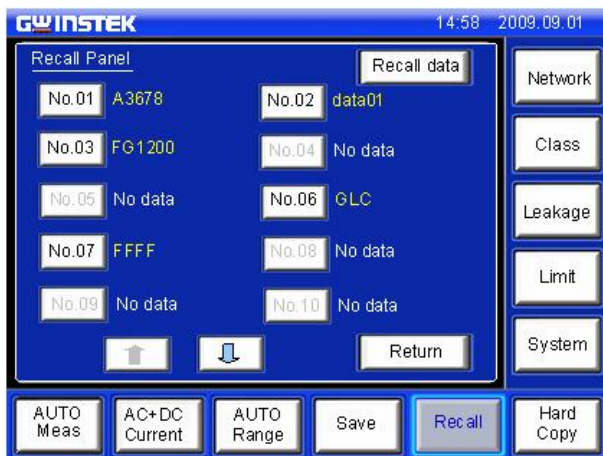 GWINSTEK 14:58 2009.09.01
Recall Panel
Recall data
No.01 A3678 No.02 data01
No.03 FG1200 No.04 No data
No.05 No data No.06 GLC
No.07 FFFF No.08 No data
No.09 No data No.10 No data
Return
Network
Class
Leakage
Limit
System
AUTO
Meas
AC+DC
Current
AUTO
Range
Save
Recall
Hard
Copy